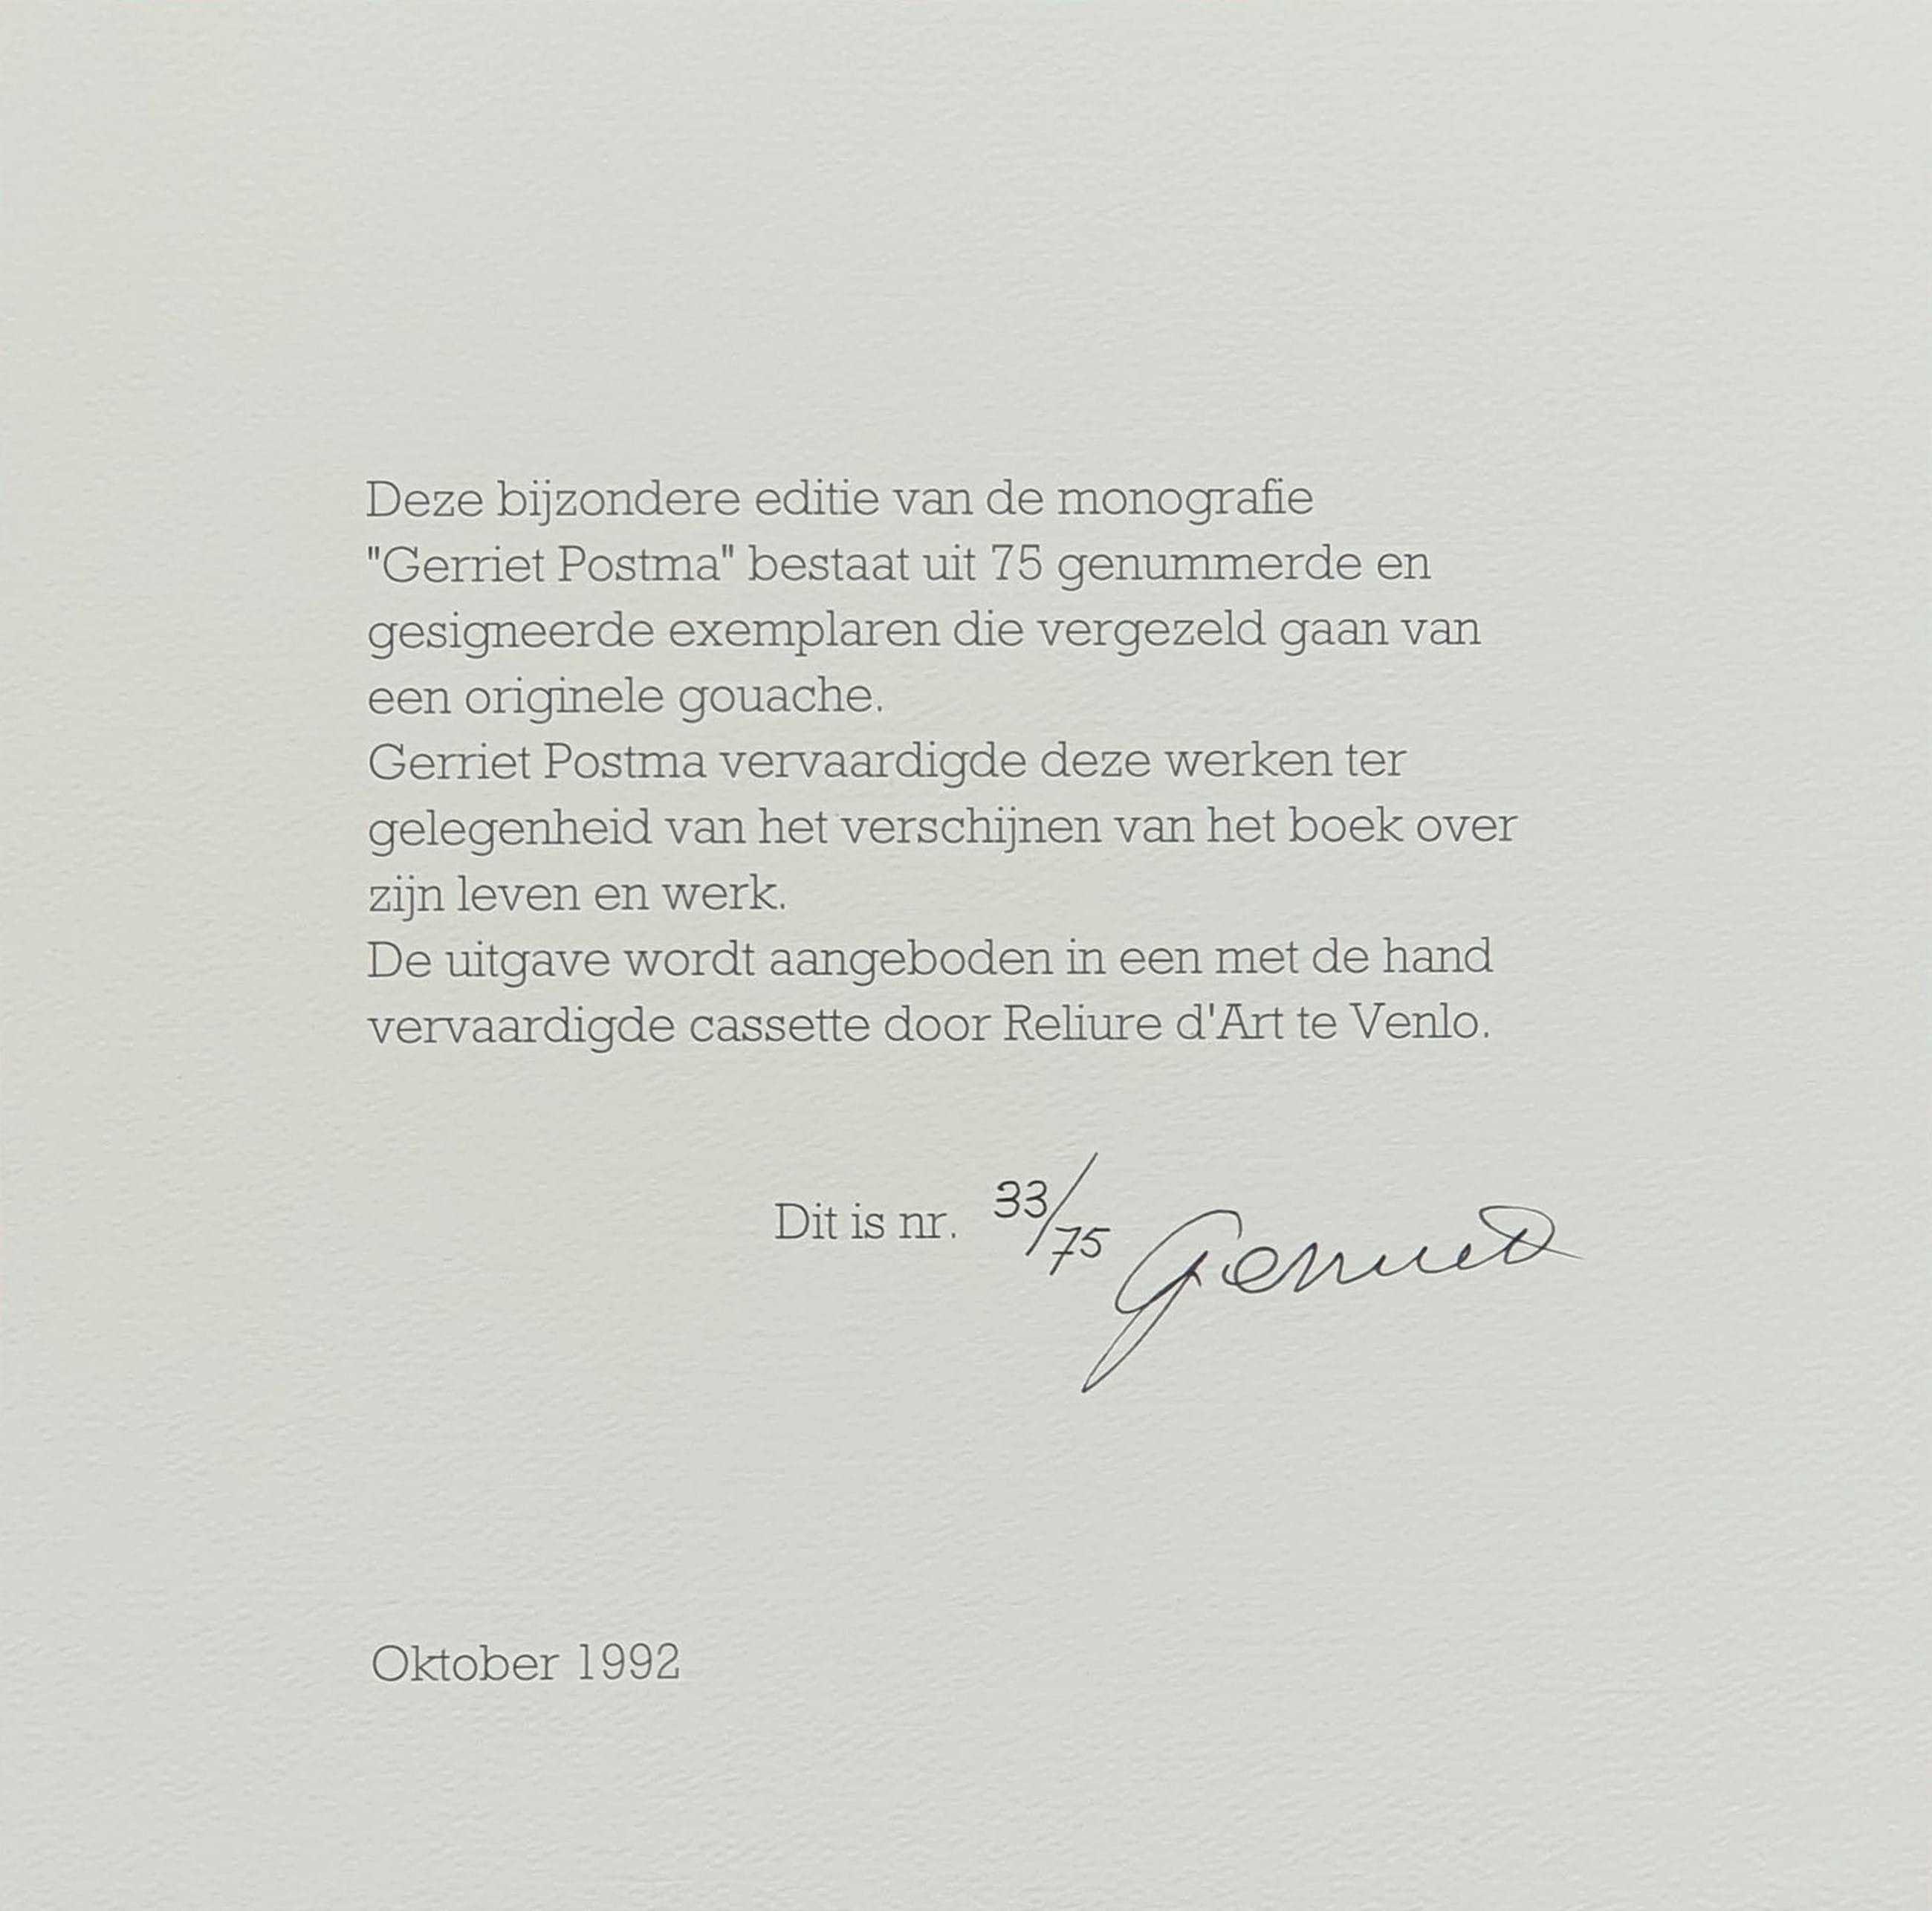 Deze bijzondere editie van de monografie
"Gerriet Postma" bestaat uit 75 genummerde en
gesigneerde exemplaren die vergezeld gaan van
een originele gouache.
Gerriet Postma vervaardigde deze werken ter
gelegenheid van het verschijnen van het boek over
zijn leven en werk.
De uitgave wordt aangeboden in een met de hand
vervaardigde cassette door Reliure d'Art te Venlo.
Dit is nr. 33/75 Gerriet
Oktober 1992